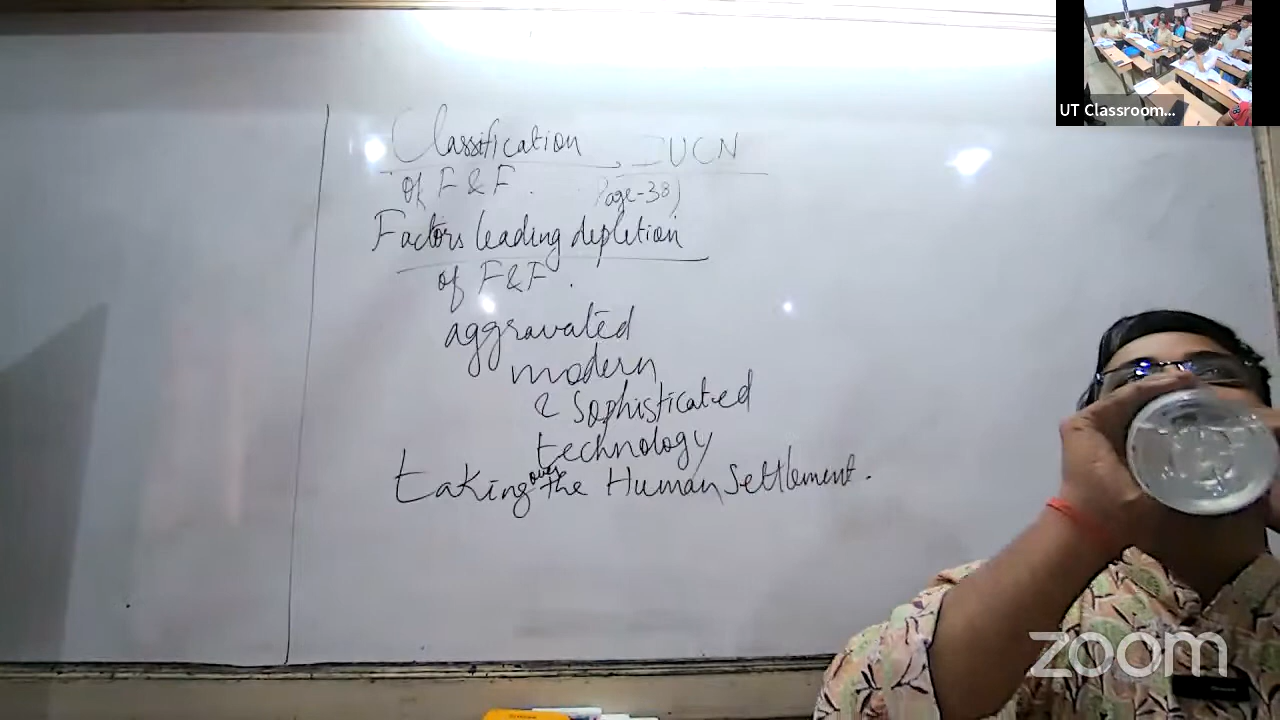 Classification → IUCN
of F & F. Page-38)
Factors leading depletion
of F & F.
aggravated
modern
& Sophisticated
technology
taking over the Human Settlement.
UT Classroom...
zoom